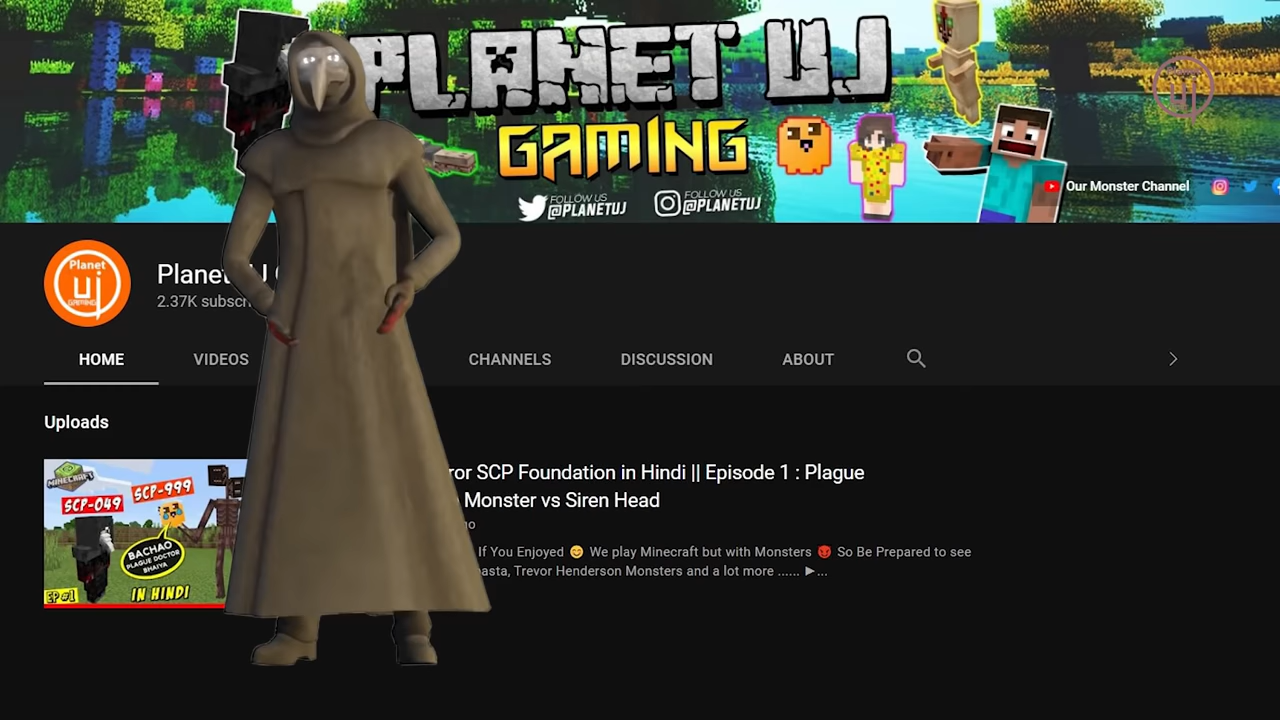 PLANET UJ
GAMING
FOLLOW US
@PLANETUJ
FOLLOW US
@PLANETUJ
uj
Our Monster Channel
Planet
uj
GAMING
Planet
2.37K
HOME
VIDEOS
CHANNELS
DISCUSSION
ABOUT
Uploads
SCP Foundation in Hindi || Episode 1 : Plague
Monster vs Siren Head
If You Enjoyed 😊 We play Minecraft but with Monsters 😡 So Be Prepared to see
Trevor Henderson Monsters and a lot more ...... ►...
MINECRAFT
SCP-049
SCP-999
BACHAO
PLAGUE DOCTOR
BHAIYA
EP #1
IN HINDI